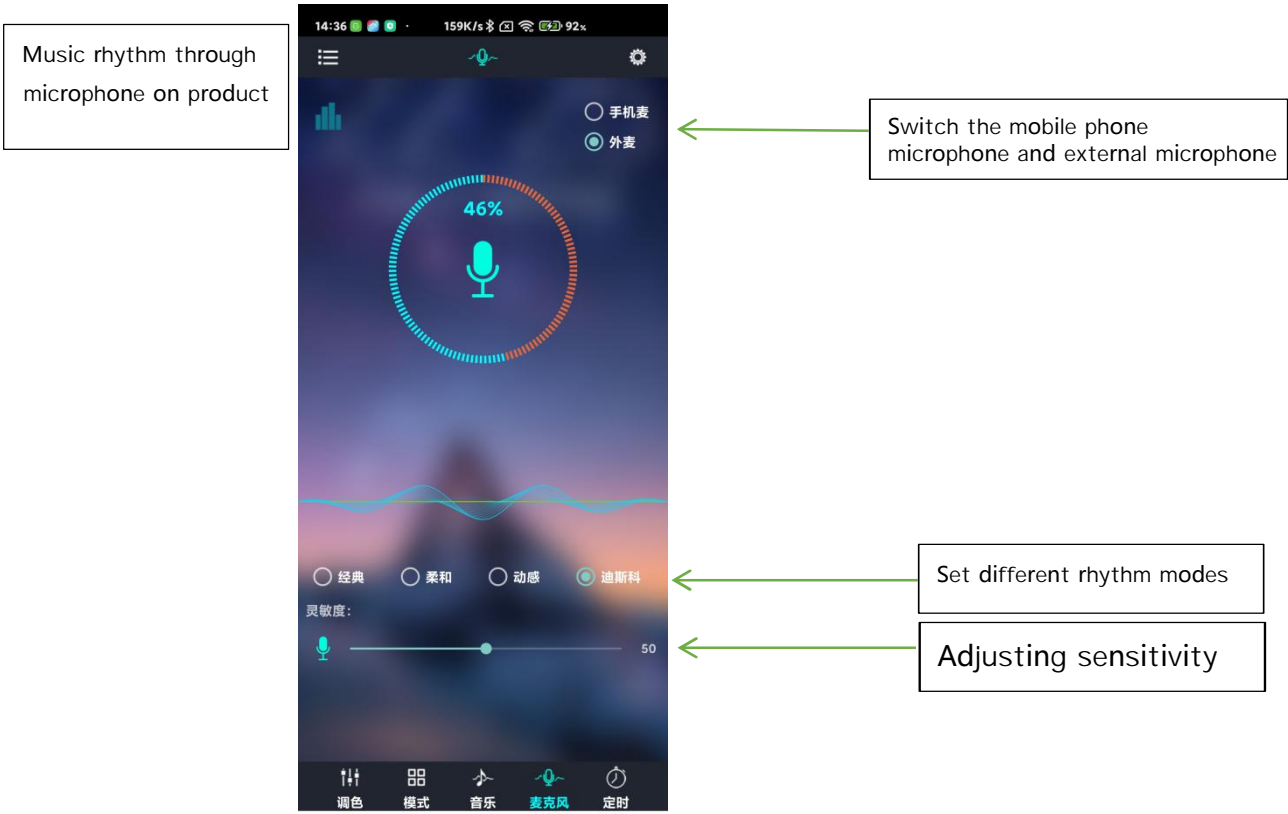 Music rhythm through
microphone on product
14:36
159K/s
92%
手机麦
外麦
Switch the mobile phone
microphone and external microphone
46%
经典
柔和
动感
迪斯科
Set different rhythm modes
灵敏度:
50
Adjusting sensitivity
调色
模式
音乐
麦克风
定时